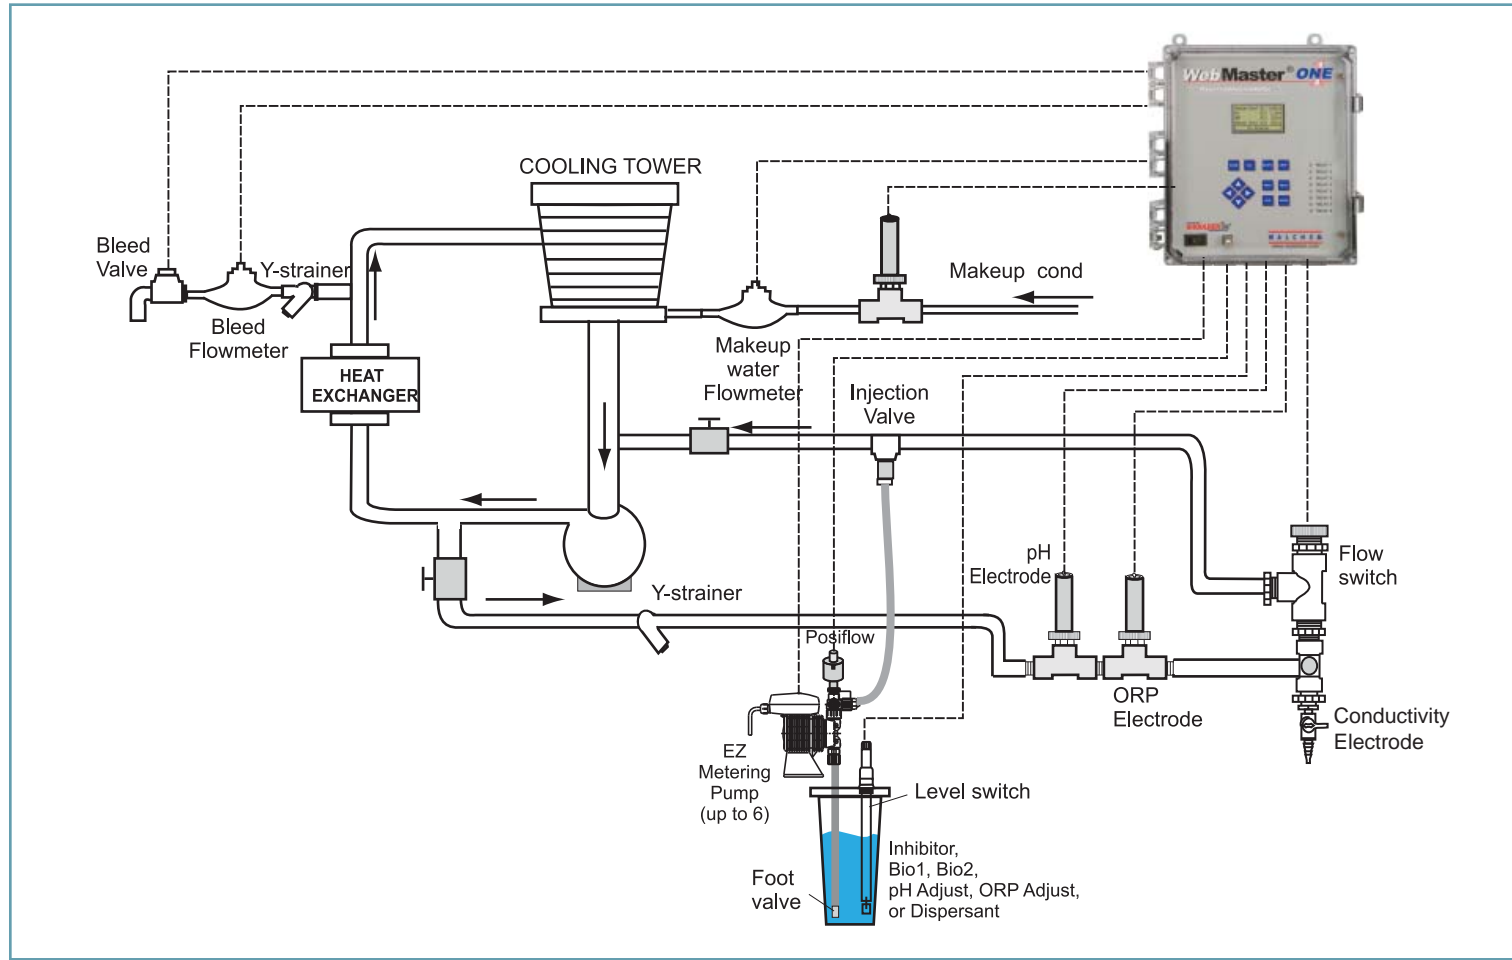 WebMaster® ONE
COOLING TOWER
Bleed
Valve
Y-strainer
Makeup cond
WALCHEM
Bleed
Flowmeter
Makeup
water
Flowmeter
HEAT
EXCHANGER
Injection
Valve
pH
Electrode
Flow
switch
Y-strainer
Posiflow
ORP
Electrode
Conductivity
Electrode
EZ
Metering
Pump
(up to 6)
Level switch
Inhibitor,
Bio1, Bio2,
pH Adjust, ORP Adjust,
or Dispersant
Foot
valve